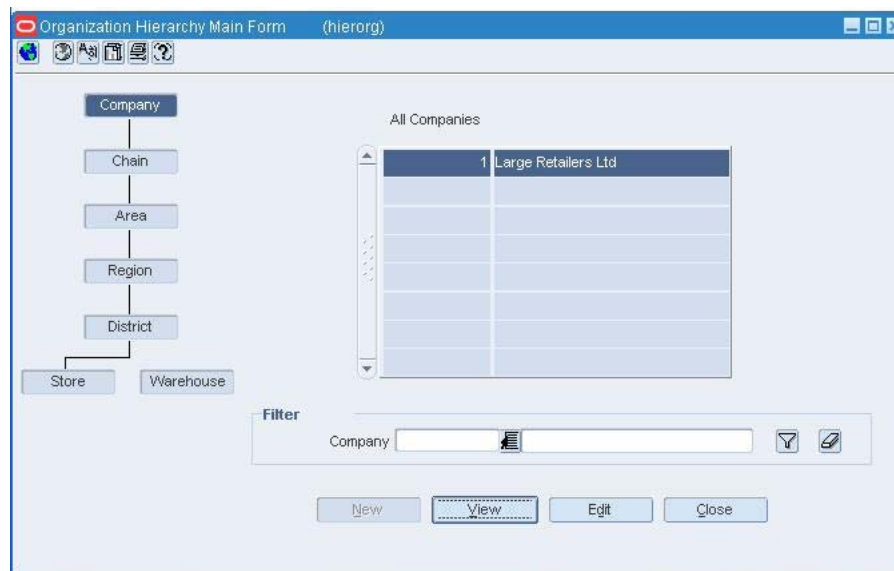 Organization Hierarchy Main Form (hierorg)
Company
All Companies
Chain
1 Large Retailers Ltd
Area
Region
District
Store Warehouse
Filter
Company
New View Edit Close